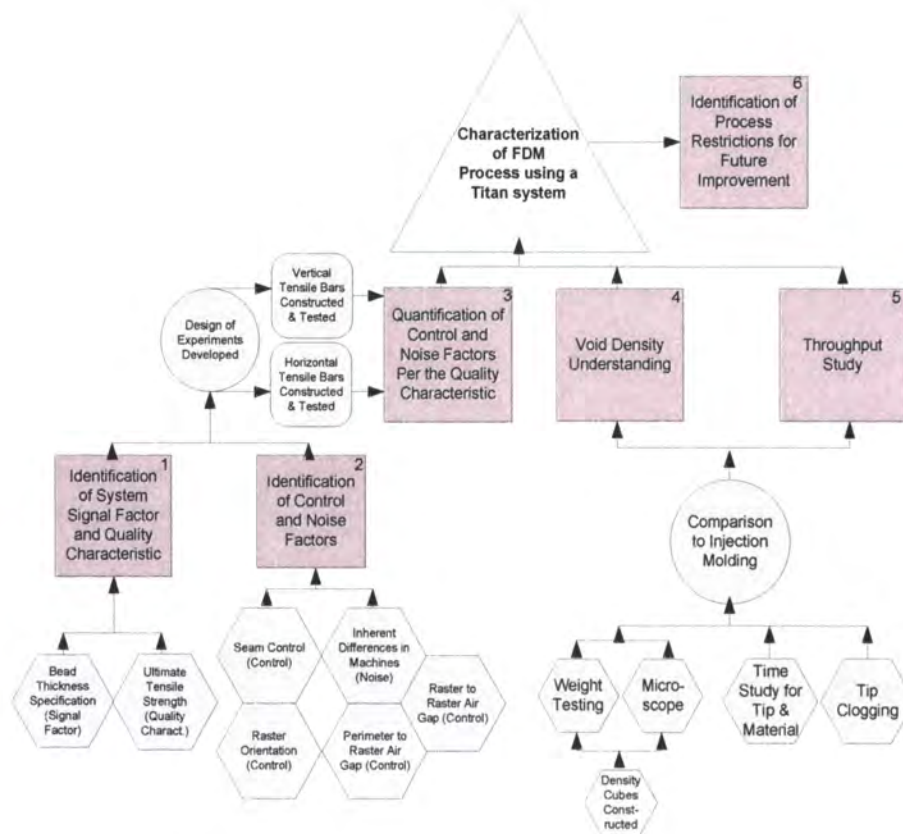 6
Identification of
Process
Restrictions for
Future
Improvement
Characterization
of FDM
Process using a
Titan system
Vertical
Tensile Bars
Constructed
& Tested
Design of
Experiments
Developed
Horizontal
Tensile Bars
Constructed
& Tested
3
Quantification of
Control and
Noise Factors
Per the Quality
Characteristic
4
Void Density
Understanding
5
Throughput
Study
1
Identification
of System
Signal Factor
and Quality
Characteristic
2
Identification
of Control
and Noise
Factors
Comparison
to Injection
Molding
Bead
Thickness
Specification
(Signal
Factor)
Ultimate
Tensile
Strength
(Quality
Charact.)
Seam Control
(Control)
Inherent
Differences in
Machines
(Noise)
Raster to
Raster Air
Gap (Control)
Raster
Orientation
(Control)
Perimeter to
Raster Air
Gap (Control)
Weight
Testing
Micro-
scope
Time
Study for
Tip &
Material
Tip
Clogging
Density
Cubes
Const-
ructed